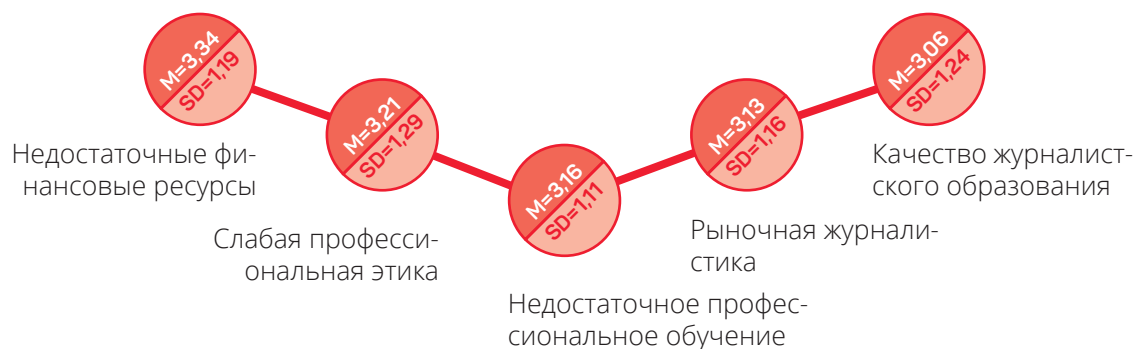 M=3,34
SD=1,19
Недостаточные фи-
нансовые ресурсы
M=3,21
SD=1,29
Слабая професси-
ональная этика
M=3,16
SD=1,11
Недостаточное профес-
сиональное обучение
M=3,13
SD=1,16
Рыночная журнали-
стика
M=3,06
SD=1,24
Качество журналист-
ского образования